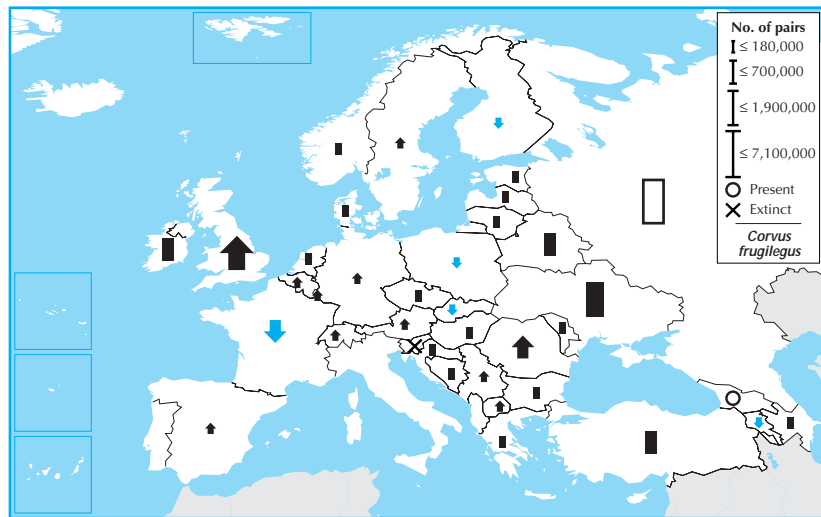 No. of pairs
≤ 180,000
≤ 700,000
≤ 1,900,000
≤ 7,100,000
Present
Extinct
Corvus
frugilegus